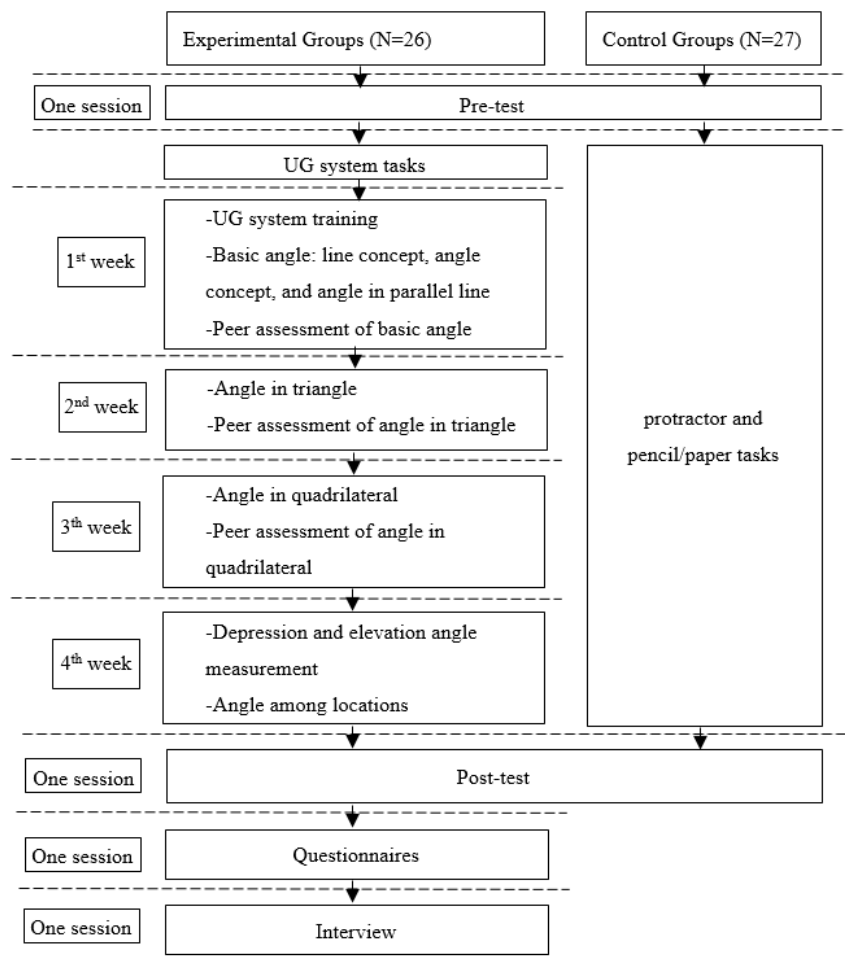 Experimental Groups (N=26)
Control Groups (N=27)
One session
Pre-test
UG system tasks
1st week
-UG system training
-Basic angle: line concept, angle
concept, and angle in parallel line
-Peer assessment of basic angle
2nd week
-Angle in triangle
-Peer assessment of angle in triangle
protractor and
pencil/paper tasks
3th week
-Angle in quadrilateral
-Peer assessment of angle in
quadrilateral
4th week
-Depression and elevation angle
measurement
-Angle among locations
One session
Post-test
One session
Questionnaires
One session
Interview